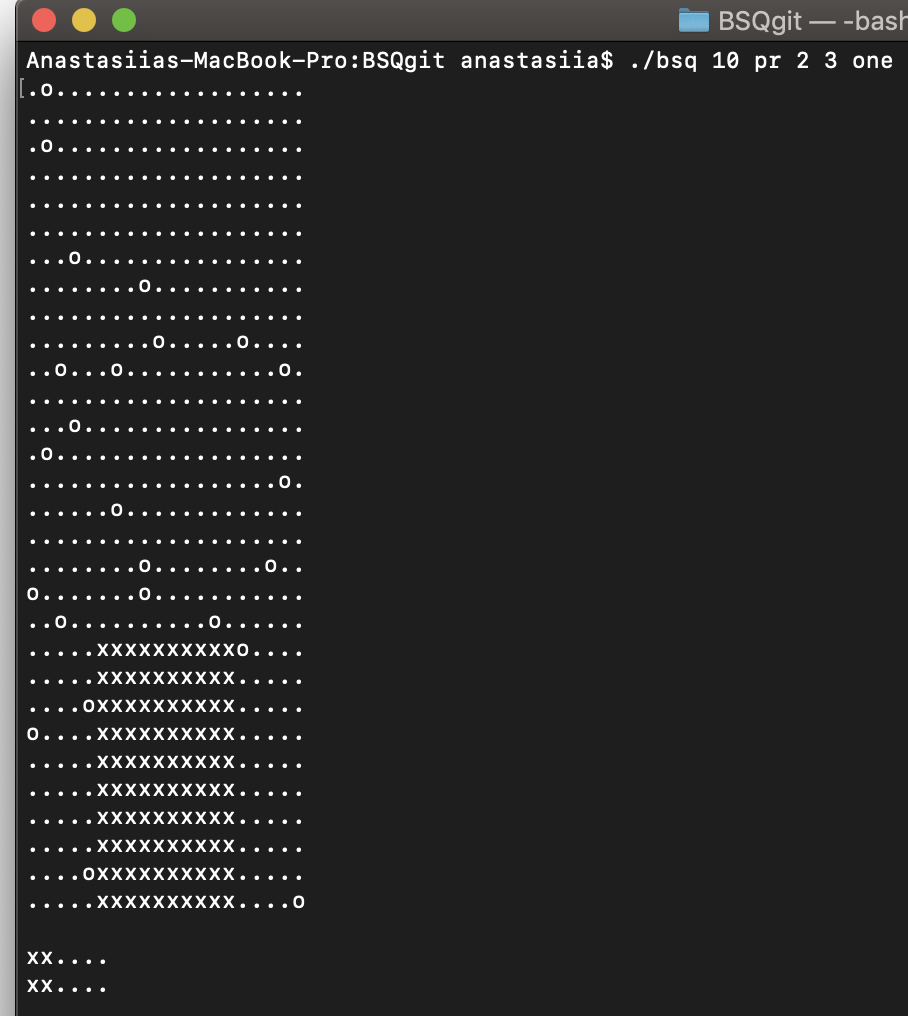 BSQgit — -bash
Anastasiias-MacBook-Pro:BSQgit anastasiia$ ./bsq 10 pr 2 3 one
[.o..................
....................
.o..................
....................
....................
....................
...o................
........o...........
....................
.........o.....o....
..o...o...........o.
....................
...o................
.o..................
..................o.
......o.............
....................
........o........o..
o.......o...........
..o..........o......
.....xxxxxxxxxxo....
.....xxxxxxxxxx.....
....oxxxxxxxxxx.....
o....xxxxxxxxxx.....
.....xxxxxxxxxx.....
.....xxxxxxxxxx.....
.....xxxxxxxxxx.....
.....xxxxxxxxxx.....
....oxxxxxxxxxx.....
.....xxxxxxxxxx....o
xx....
xx....